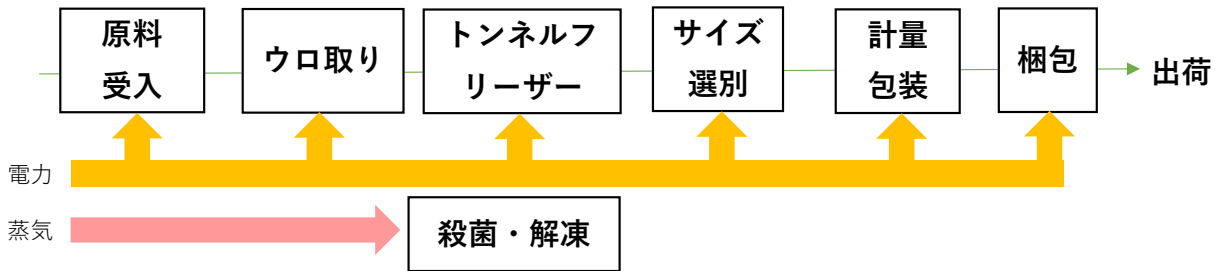 原料
受入
ウロ取り
トンネルフ
リーザー
サイズ
選別
計量
包装
梱包
出荷
電力
蒸気
殺菌・解凍